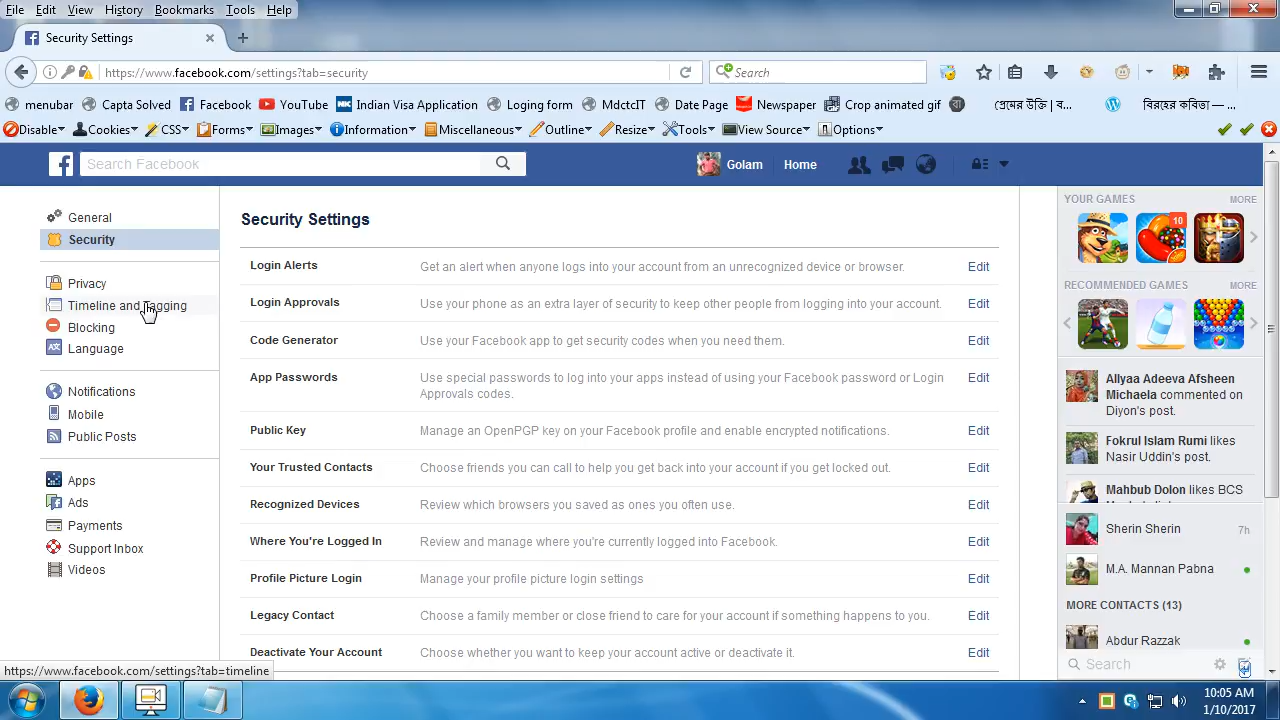 File Edit View History Bookmarks Tools Help
Security Settings
https://www.facebook.com/settings?tab=security
Search
menubar Capta Solved Facebook YouTube Indian Visa Application Loging form MdctcIT Date Page Newspaper Crop animated gif প্রেমের উক্তি | ব... বিরহের কবিতা — ...
Disable Cookies CSS Forms Images Information Miscellaneous Outline Resize Tools View Source Options
Search Facebook
Golam Home
General
Security
Privacy
Timeline and Tagging
Blocking
Language
Notifications
Mobile
Public Posts
Apps
Ads
Payments
Support Inbox
Videos
Security Settings
Login Alerts Get an alert when anyone logs into your account from an unrecognized device or browser. Edit
Login Approvals Use your phone as an extra layer of security to keep other people from logging into your account. Edit
Code Generator Use your Facebook app to get security codes when you need them. Edit
App Passwords Use special passwords to log into your apps instead of using your Facebook password or Login Edit
Approvals codes.
Public Key Manage an OpenPGP key on your Facebook profile and enable encrypted notifications. Edit
Your Trusted Contacts Choose friends you can call to help you get back into your account if you get locked out. Edit
Recognized Devices Review which browsers you saved as ones you often use. Edit
Where You're Logged In Review and manage where you're currently logged into Facebook. Edit
Profile Picture Login Manage your profile picture login settings Edit
Legacy Contact Choose a family member or close friend to care for your account if something happens to you. Edit
Deactivate Your Account Choose whether you want to keep your account active or deactivate it. Edit
YOUR GAMES MORE
10
RECOMMENDED GAMES MORE
Allyaa Adeeva Afsheen
Michaela commented on
Diyon's post.
Fokrul Islam Rumi likes
Nasir Uddin's post.
Mahbub Dolon likes BCS
Sherin Sherin 7h
M.A. Mannan Pabna
MORE CONTACTS (13)
Abdur Razzak
Search
https://www.facebook.com/settings?tab=timeline
10:05 AM
1/10/2017